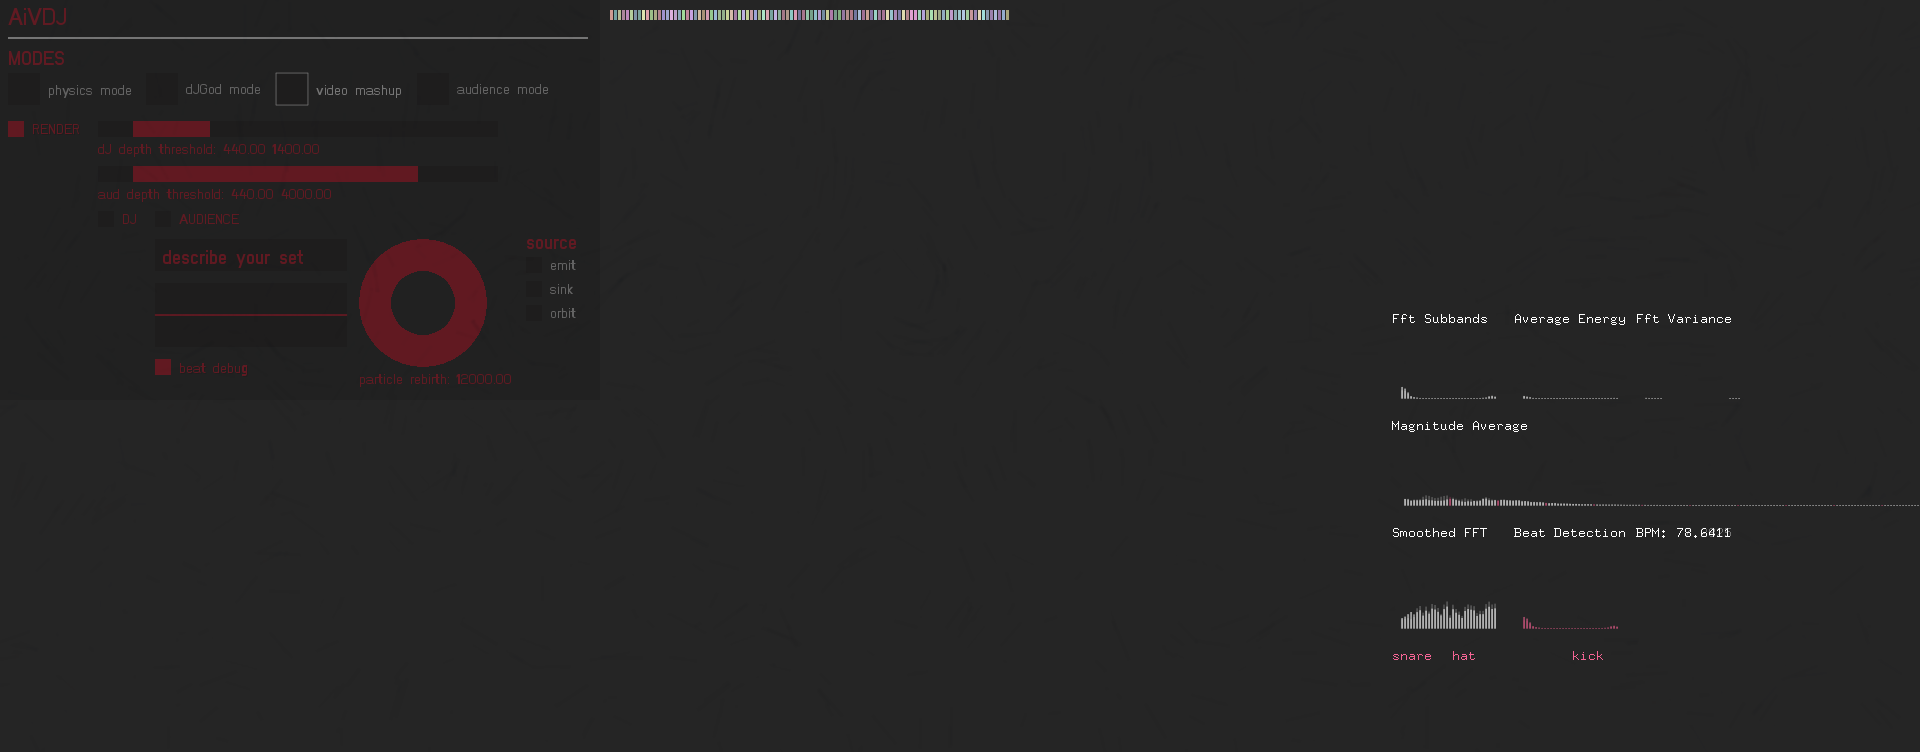 AiVDJ
MODES
physics mode dJGod mode video mashup audience mode
RENDER
dJ depth threshold: 440.00 1400.00
aud depth threshold: 440.00 4000.00
DJ AUDIENCE
describe your set
source
emit
sink
orbit
beat debug
particle rebirth: 12000.00
Fft Subbands Average Energy Fft Variance
Magnitude Average
Smoothed FFT Beat Detection BPM: 78.
snare hat kick